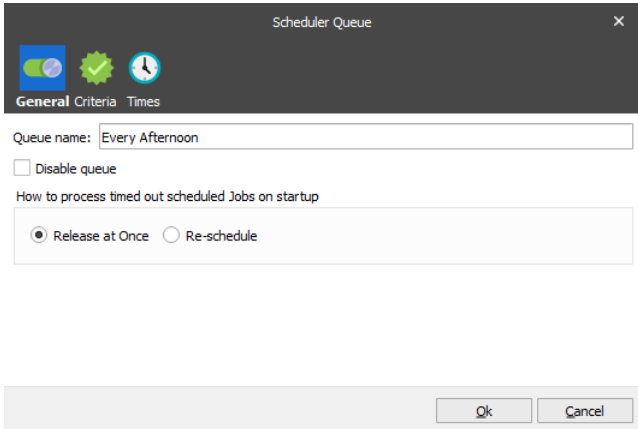 Scheduler Queue
General Criteria Times
Queue name: Every Afternoon
Disable queue
How to process timed out scheduled Jobs on startup
Release at Once Re-schedule
Ok Cancel